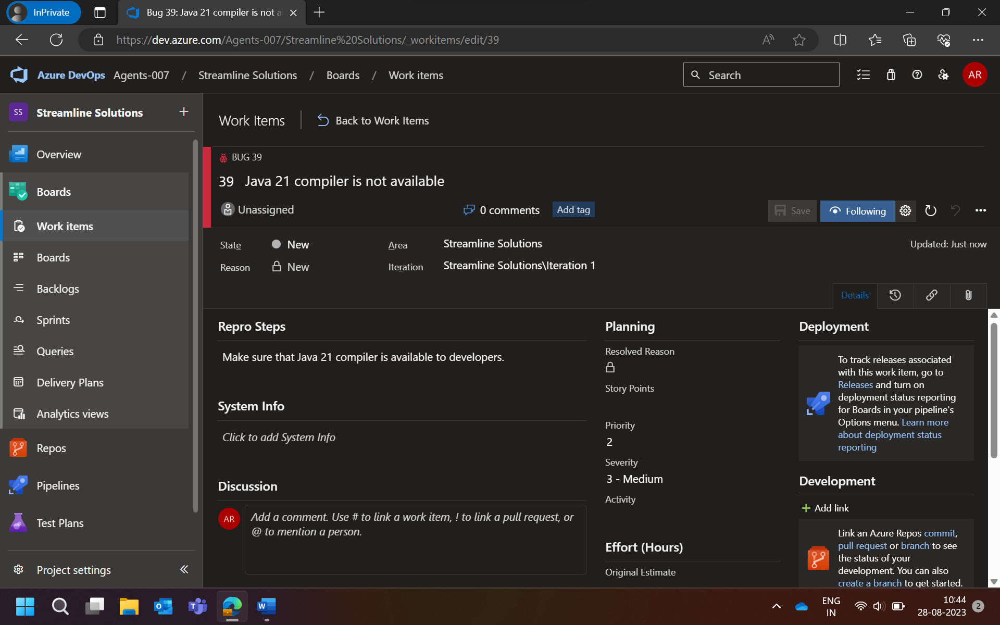 InPrivate
Bug 39: Java 21 compiler is not a
https://dev.azure.com/Agents-007/Streamline%20Solutions/_workitems/edit/39
Azure DevOps Agents-007 / Streamline Solutions / Boards / Work items
Search
AR
SS Streamline Solutions
Overview
Boards
Work items
Boards
Backlogs
Sprints
Queries
Delivery Plans
Analytics views
Repos
Pipelines
Test Plans
Project settings
Work Items
Back to Work Items
BUG 39
39 Java 21 compiler is not available
Unassigned
0 comments
Add tag
Save
Following
State New
Area Streamline Solutions
Updated: Just now
Reason New
Iteration Streamline Solutions\Iteration 1
Details
Repro Steps
Make sure that Java 21 compiler is available to developers.
System Info
Click to add System Info
Discussion
AR
Add a comment. Use # to link a work item, ! to link a pull request, or
@ to mention a person.
Planning
Resolved Reason
Story Points
Priority
2
Severity
3 - Medium
Activity
Effort (Hours)
Original Estimate
Deployment
To track releases associated
with this work item, go to
Releases and turn on
deployment status reporting
for Boards in your pipeline's
Options menu. Learn more
about deployment status
reporting
Development
Add link
Link an Azure Repos commit,
pull request or branch to see
the status of your
development. You can also
create a branch to get started.
ENG
IN
10:44
28-08-2023
2